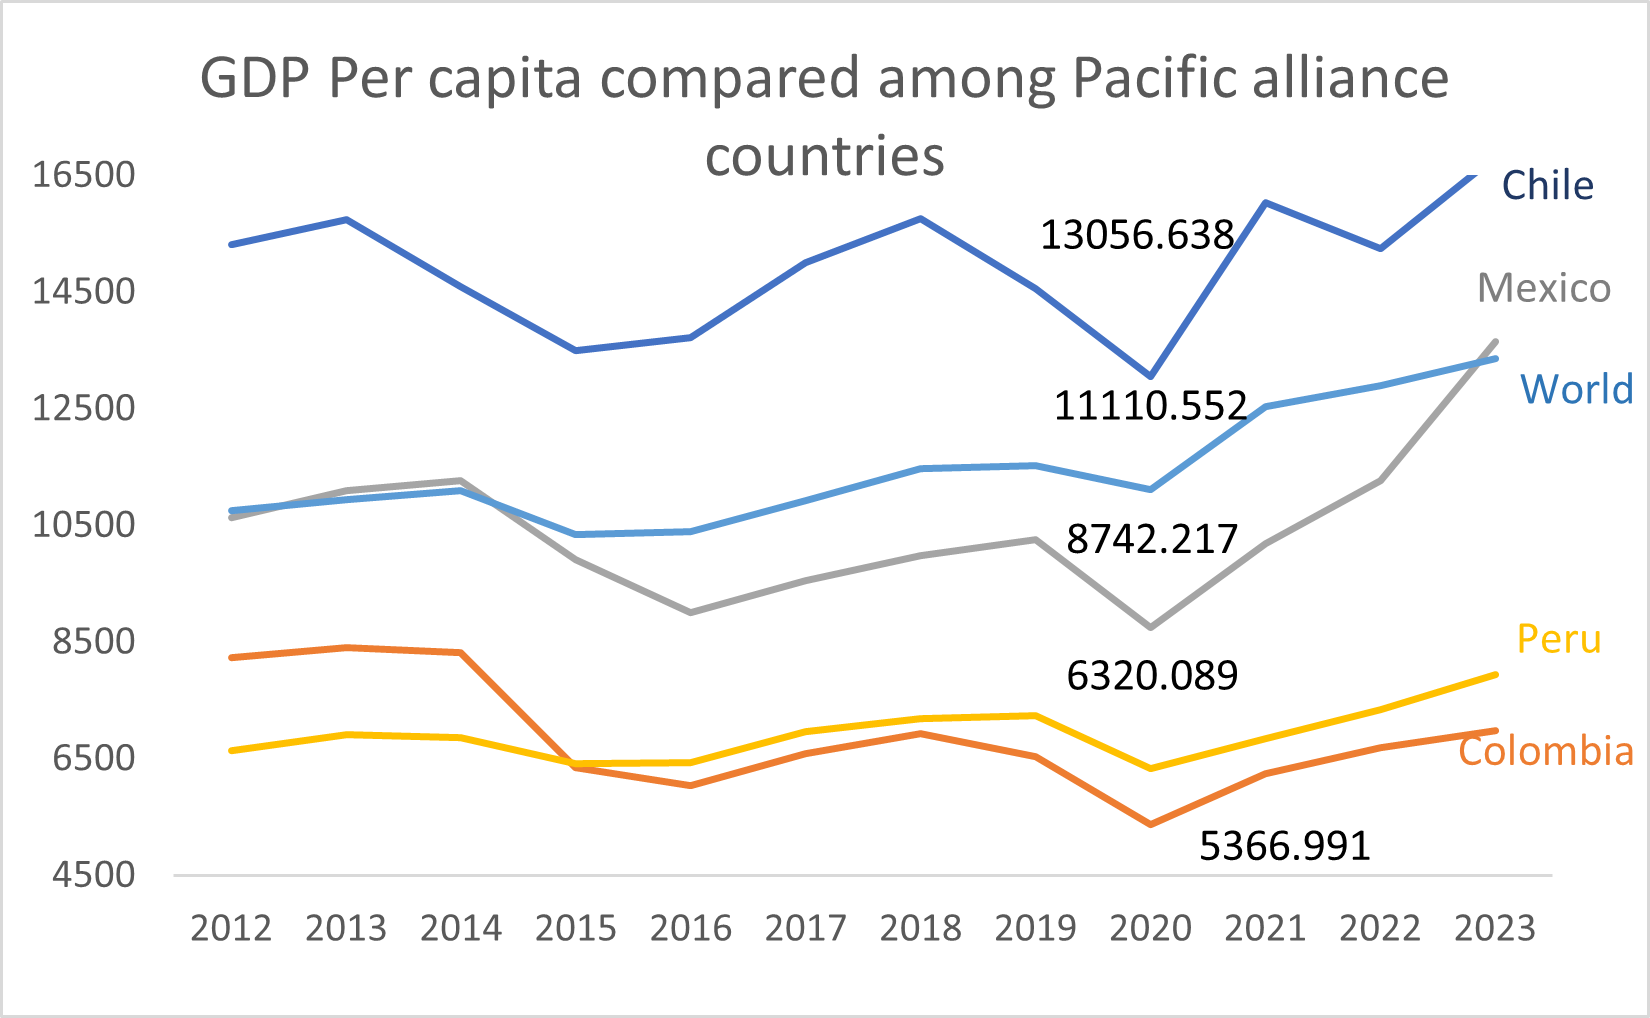 GDP Per capita compared among Pacific alliance
countries
16500
14500
12500
10500
8500
6500
4500
13056.638
11110.552
8742.217
6320.089
5366.991
Chile
Mexico
World
Peru
Colombia
2012 2013 2014 2015 2016 2017 2018 2019 2020 2021 2022 2023